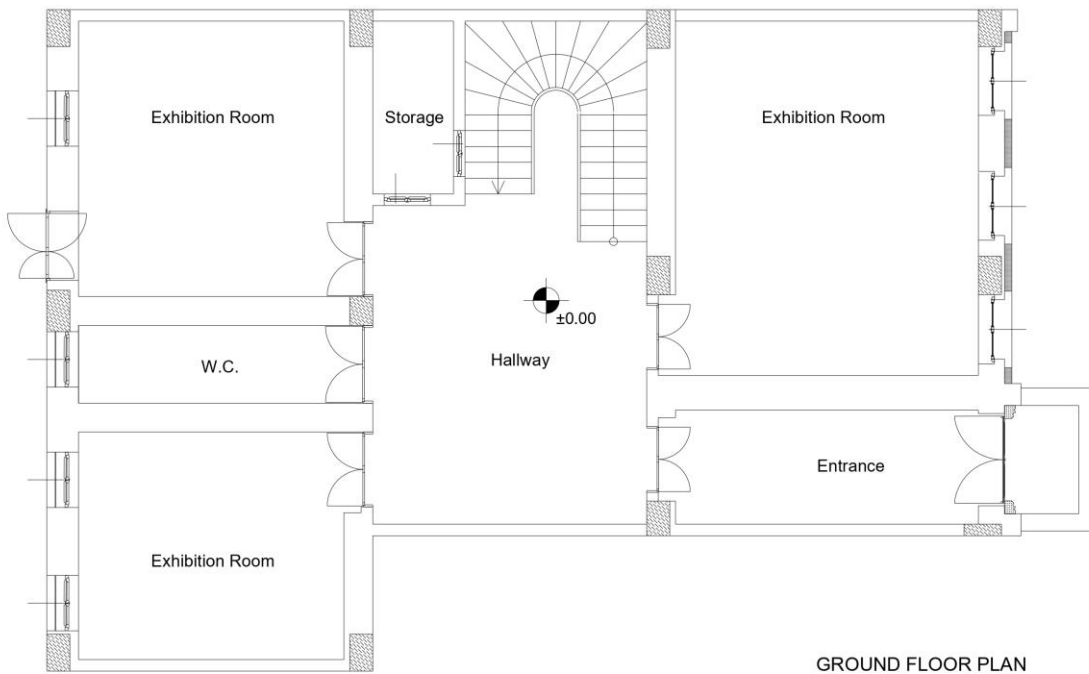 Exhibition Room
Storage
Exhibition Room
±0.00
Hallway
W.C.
Entrance
Exhibition Room
GROUND FLOOR PLAN